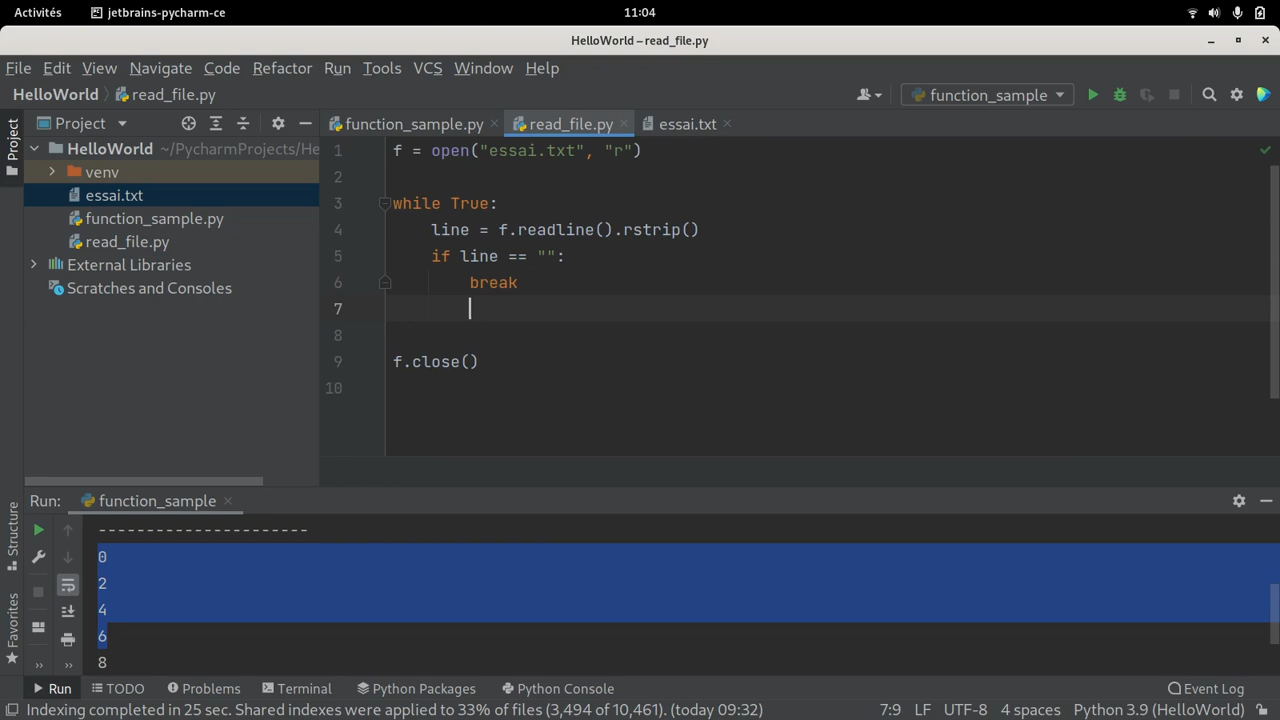 Activités jetbrains-pycharm-ce 11:04
HelloWorld – read_file.py
File Edit View Navigate Code Refactor Run Tools VCS Window Help
HelloWorld read_file.py function_sample
Project
Project
function_sample.py read_file.py essai.txt
HelloWorld ~/PycharmProjects/He
venv
essai.txt
function_sample.py
read_file.py
External Libraries
Scratches and Consoles
1 f = open("essai.txt", "r")
2
3 while True:
4 line = f.readline().rstrip()
5 if line == "":
6 break
7
8
9 f.close()
10
Structure
Favorites
Run: function_sample
----------------------
0
2
4
6
8
Run TODO Problems Terminal Python Packages Python Console Event Log
Indexing completed in 25 sec. Shared indexes were applied to 33% of files (3,494 of 10,461). (today 09:32) 7:9 LF UTF-8 4 spaces Python 3.9 (HelloWorld)